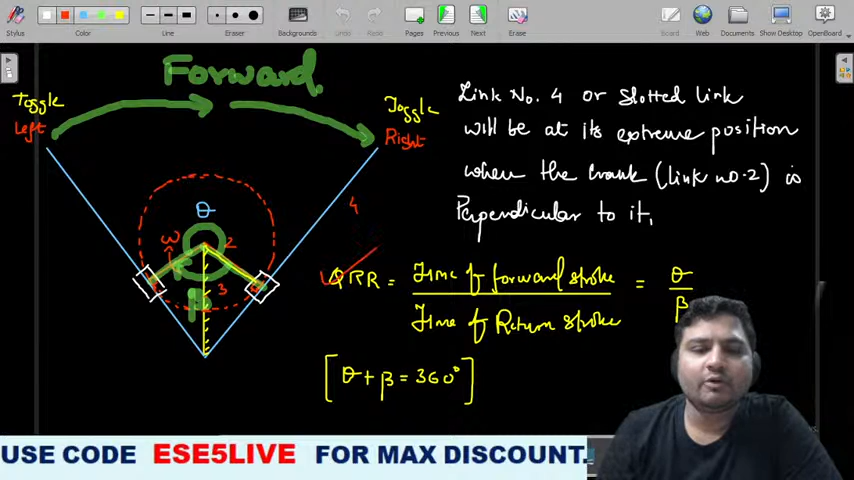 Stylus
Line
Eraser
Backgrounds
Undo
Redo
Pages
Previous
Next
Erase
Board
Web
Documents
Show Desktop
OpenBoard
Forward.
Toggle
Left
Toggle
Right
θ
ω
2
3
4
β
Link No. 4 or slotted link
will be at its extreme position
when the crank (link no. 2) is
Perpendicular to it,
QRR = Time of forward stroke / Time of Return stroke = θ / β
[θ + β = 360°]
USE CODE ESE5LIVE FOR MAX DISCOUNT.